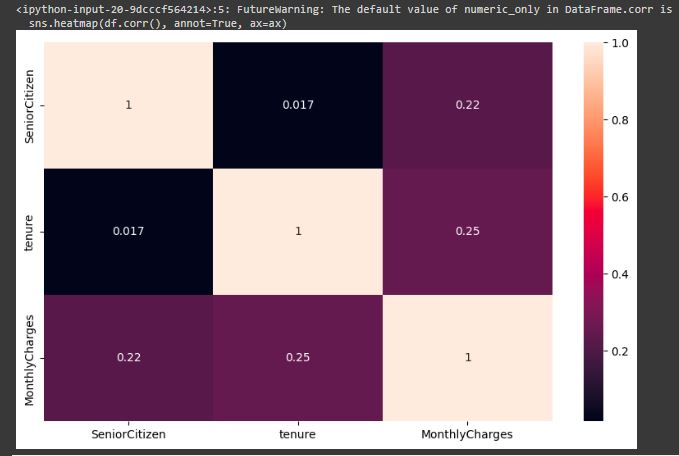 <ipython-input-20-9dcccf564214>:5: FutureWarning: The default value of numeric_only in DataFrame.corr is
sns.heatmap(df.corr(), annot=True, ax=ax)
SeniorCitizen
1
0.017
0.22
tenure
0.017
1
0.25
MonthlyCharges
0.22
0.25
1
SeniorCitizen
tenure
MonthlyCharges
1.0
0.8
0.6
0.4
0.2